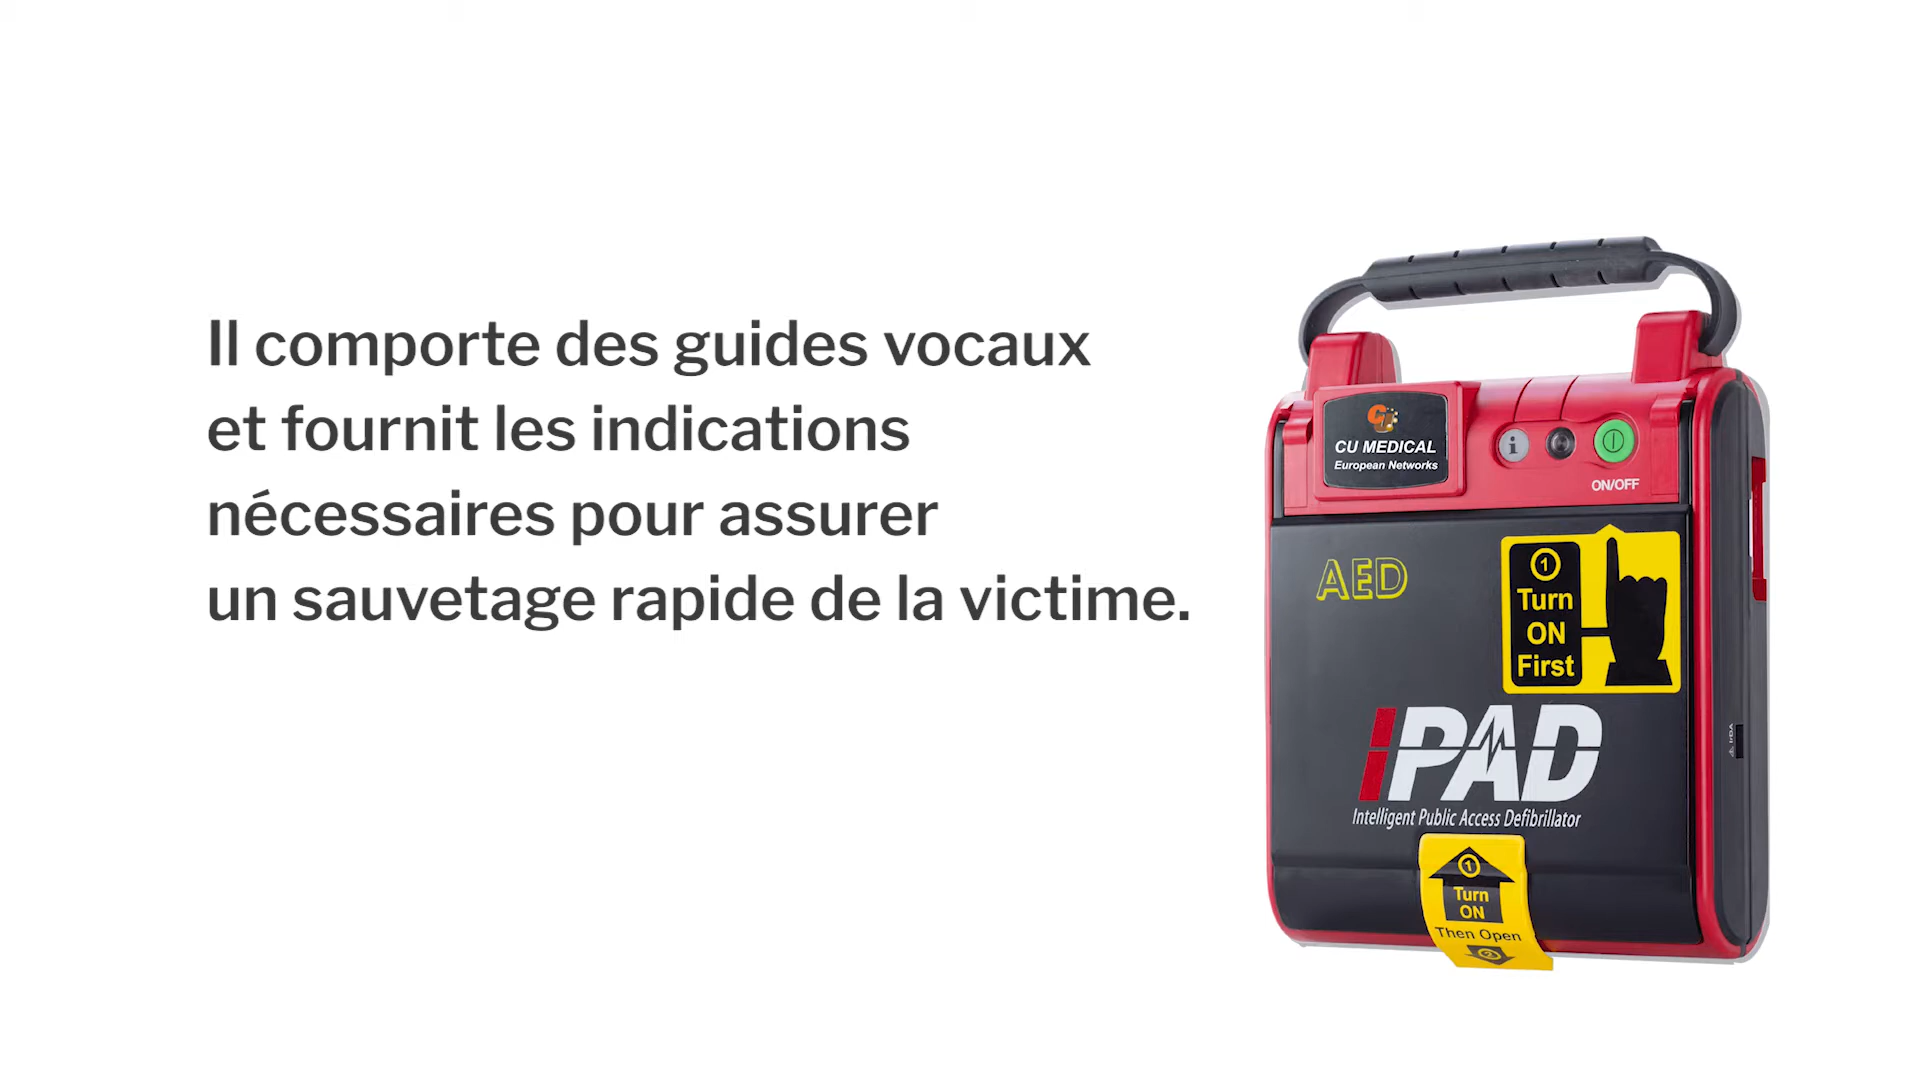 Il comporte des guides vocaux
et fournit les indications
nécessaires pour assurer
un sauvetage rapide de la victime.
CU MEDICAL
European Networks
i
ON/OFF
AED
1
Turn
ON
First
iPAD
Intelligent Public Access Defibrillator
1
Turn
ON
Then Open
2
IrDA